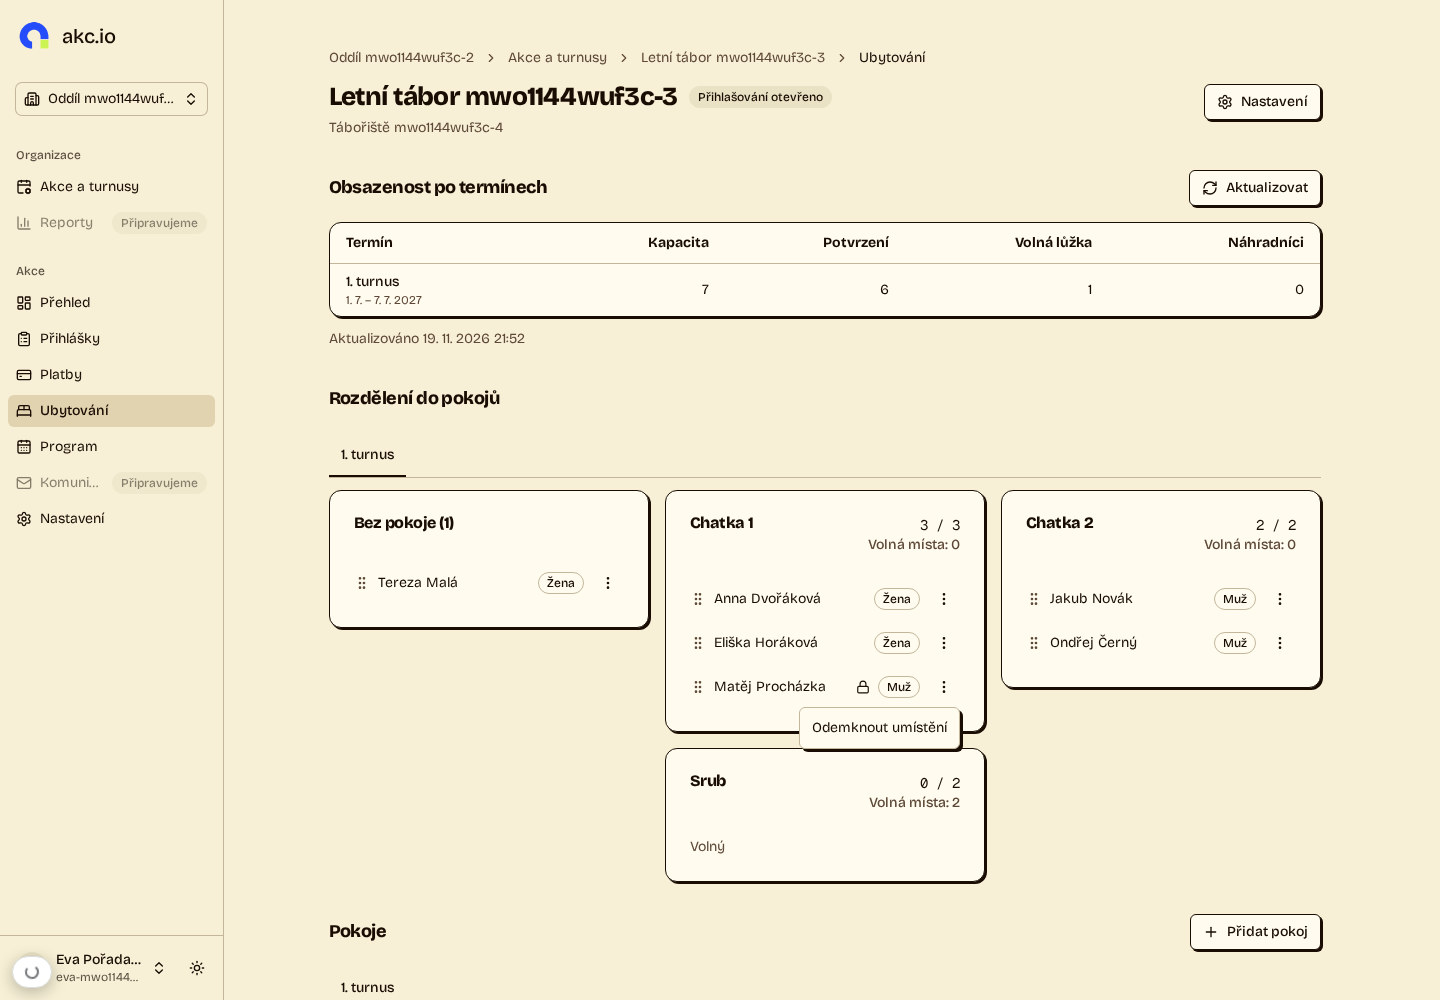 akc.io
Oddíl mwo1144wuf...
Organizace
Akce a turnusy
Reporty Připravujeme
Akce
Přehled
Přihlášky
Platby
Ubytování
Program
Komuni... Připravujeme
Nastavení
Eva Pořada...
eva-mwo1144...
Oddíl mwo1144wuf3c-2 > Akce a turnusy > Letní tábor mwo1144wuf3c-3 > Ubytování
Letní tábor mwo1144wuf3c-3 Přihlašování otevřeno
Nastavení
Tábořiště mwo1144wuf3c-4
Obsazenost po termínech
Aktualizovat
Termín Kapacita Potvrzení Volná lůžka Náhradníci
1. turnus 7 6 1 0
1. 7. – 7. 7. 2027
Aktualizováno 19. 11. 2026 21:52
Rozdělení do pokojů
1. turnus
Bez pokoje (1)
Tereza Malá Žena
Chatka 1 3 / 3
Volná místa: 0
Anna Dvořáková Žena
Eliška Horáková Žena
Matěj Procházka Muž
Odemknout umístění
Chatka 2 2 / 2
Volná místa: 0
Jakub Novák Muž
Ondřej Černý Muž
Srub 0 / 2
Volná místa: 2
Volný
Pokoje
Přidat pokoj
1. turnus